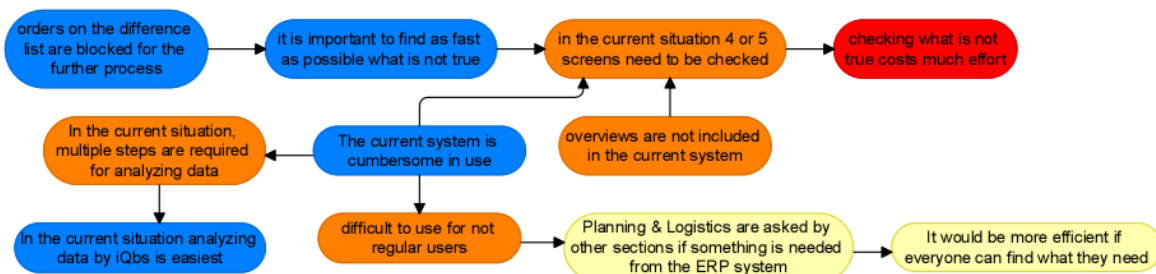 orders on the difference
list are blocked for the
further process
it is important to find as fast
as possible what is not true
in the current situation 4 or 5
screens need to be checked
checking what is not
true costs much effort
In the current situation,
multiple steps are required
for analyzing data
The current system is
cumbersome in use
overviews are not included
in the current system
In the current situation analyzing
data by iQbs is easiest
difficult to use for not
regular users
Planning & Logistics are asked by
other sections if something is needed
from the ERP system
It would be more efficient if
everyone can find what they need